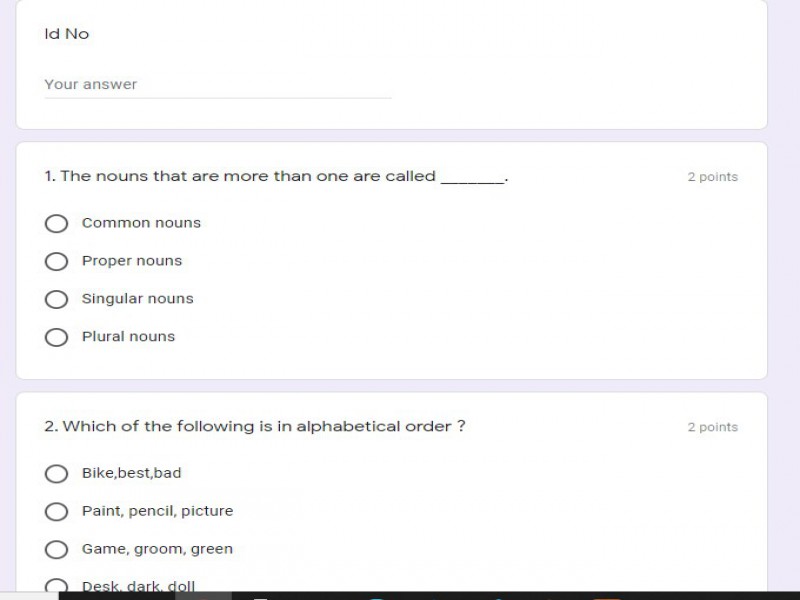 Id No
Your answer
1. The nouns that are more than one are called _______.
2 points
Common nouns
Proper nouns
Singular nouns
Plural nouns
2. Which of the following is in alphabetical order ?
2 points
Bike,best,bad
Paint, pencil, picture
Game, groom, green
Desk, dark, doll